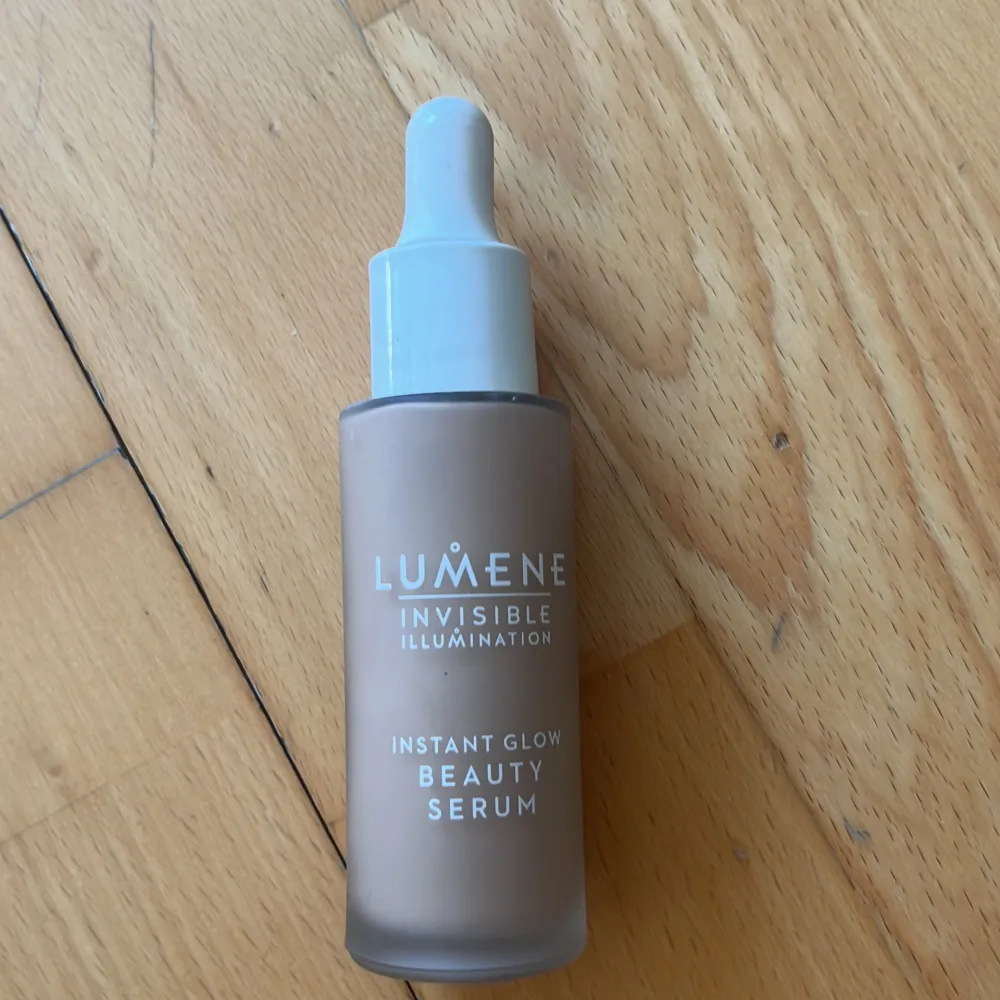 LUMENE
INVISIBLE
ILLUMINATION
INSTANT GLOW
BEAUTY
SERUM